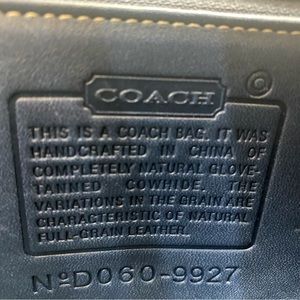 COACH ©
THIS IS A COACH BAG. IT WAS
HANDCRAFTED IN CHINA OF
COMPLETELY NATURAL GLOVE-
TANNED COWHIDE. THE
VARIATIONS IN THE GRAIN ARE
CHARACTERISTIC OF NATURAL
FULL-GRAIN LEATHER.
NºD060-9927